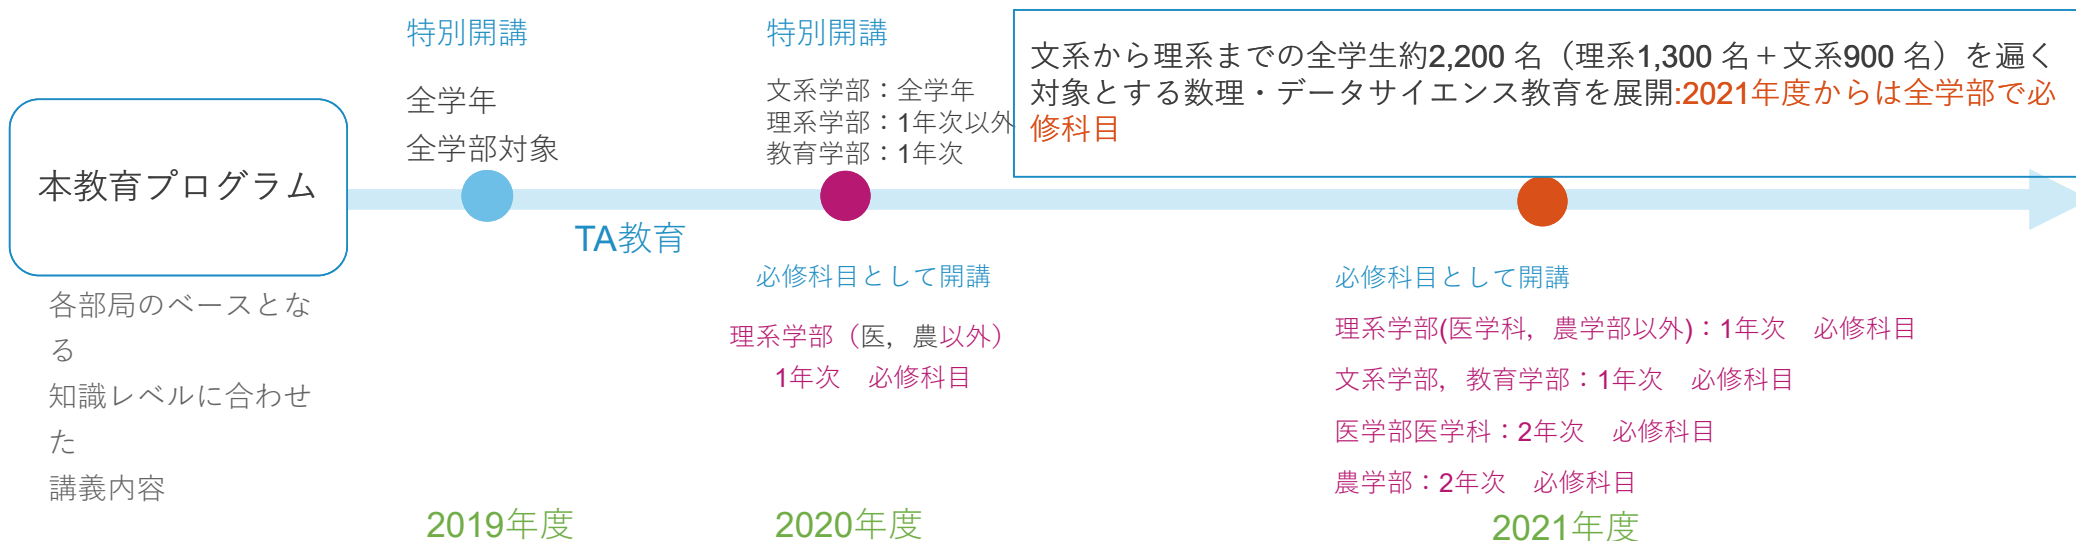 本教育プログラム
各部局のベースとな
る
知識レベルに合わせ
た
講義内容
特別開講
全学年
全学部対象
TA教育
2019年度
特別開講
文系学部：全学年
理系学部：1年次以外
教育学部：1年次
必修科目として開講
理系学部（医，農以外）
1年次　必修科目
2020年度
文系から理系までの全学生約2,200 名（理系1,300 名＋文系900 名）を遍く
対象とする数理・データサイエンス教育を展開:2021年度からは全学部で必
修科目
必修科目として開講
理系学部(医学科，農学部以外)：1年次　必修科目
文系学部，教育学部：1年次　必修科目
医学部医学科：2年次　必修科目
農学部：2年次　必修科目
2021年度